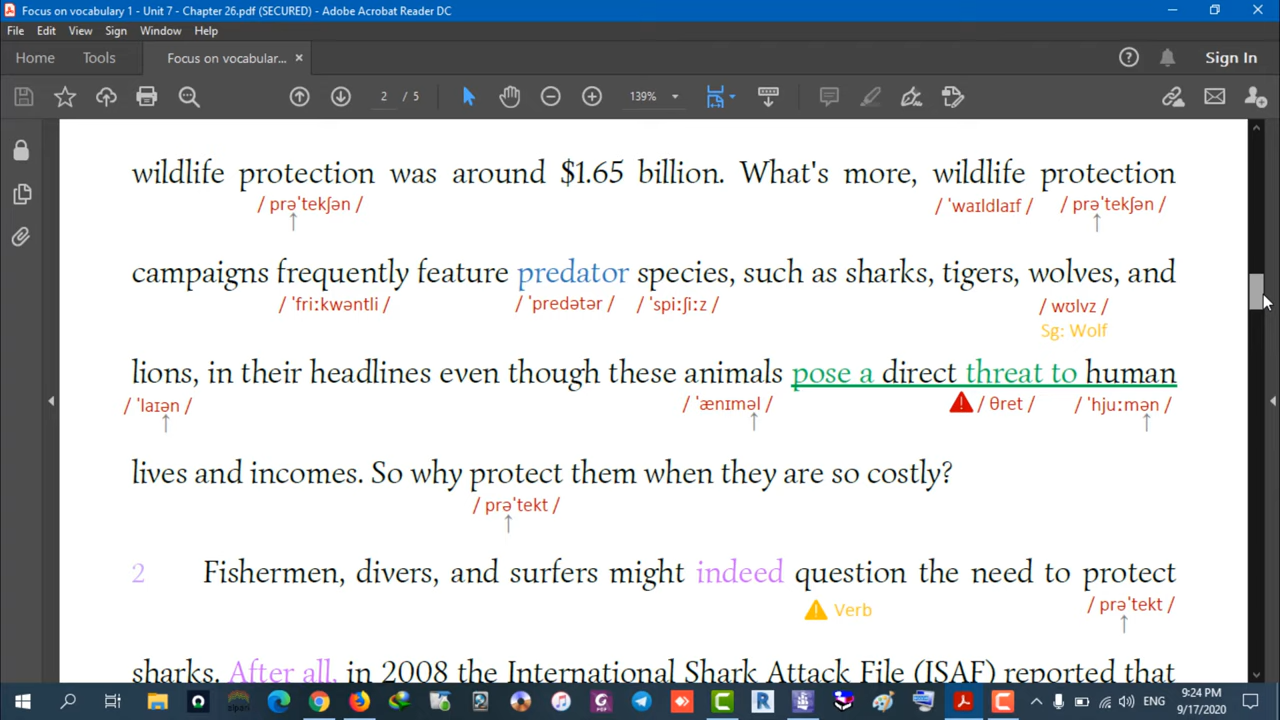 Focus on vocabulary 1 - Unit 7 - Chapter 26.pdf (SECURED) - Adobe Acrobat Reader DC
File Edit View Sign Window Help
Home Tools Focus on vocabular... × Sign In
2 / 5 139%
wildlife protection was around $1.65 billion. What's more, wildlife protection
/ prəˈtekʃən / / ˈwaɪldlaɪf / / prəˈtekʃən /
campaigns frequently feature predator species, such as sharks, tigers, wolves, and
/ ˈfriːkwəntli / / ˈpredətər / / ˈspiːʃiːz / / wʊlvz /
Sg: Wolf
lions, in their headlines even though these animals pose a direct threat to human
/ ˈlaɪən / / ˈænɪməl / / θret / / ˈhjuːmən /
lives and incomes. So why protect them when they are so costly?
/ prəˈtekt /
2 Fishermen, divers, and surfers might indeed question the need to protect
Verb / prəˈtekt /
sharks. After all, in 2008 the International Shark Attack File (ISAF) reported that
ENG 9:24 PM
9/17/2020